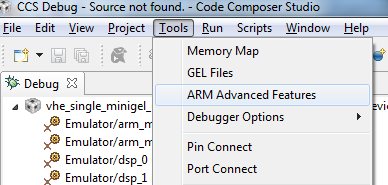 CCS Debug - Source not found. - Code Composer Studio
File Edit View Project Tools Run Scripts Window Help
Memory Map
GEL Files
ARM Advanced Features
Debugger Options
Pin Connect
Port Connect
Debug
vhe_single_minigel_
Emulator/arm_m
Emulator/arm_m
Emulator/dsp_0
Emulator/dsp_1